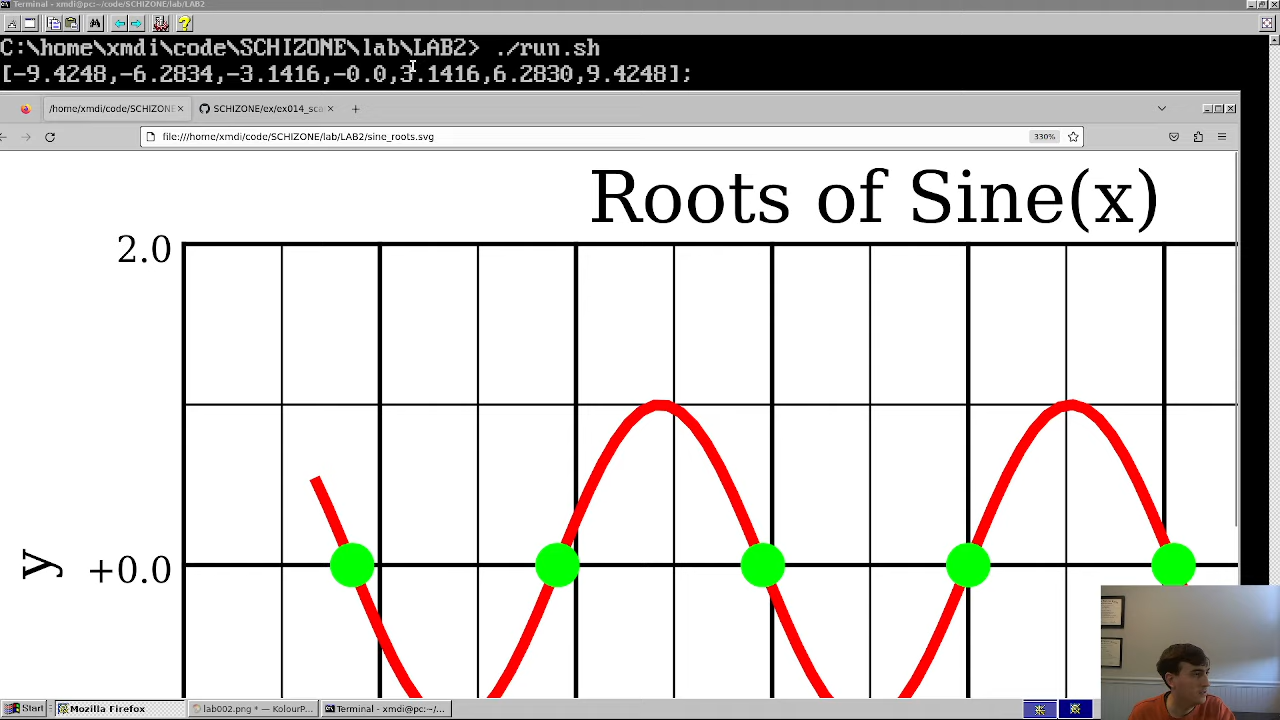 Terminal - xmdi@pc:~/code/SCHIZONE/lab/LAB2
C:\home\xmdi\code\SCHIZONE\lab\LAB2> ./run.sh
[-9.4248,-6.2834,-3.1416,-0.0,3.1416,6.2830,9.4248];
/home/xmdi/code/SCHIZONE
SCHIZONE/ex/ex014_sca
file:///home/xmdi/code/SCHIZONE/lab/LAB2/sine_roots.svg
330%
Roots of Sine(x)
2.0
y
+0.0
Start
Mozilla Firefox
lab002.png * — KolourP...
Terminal - xmdi@pc:~/...